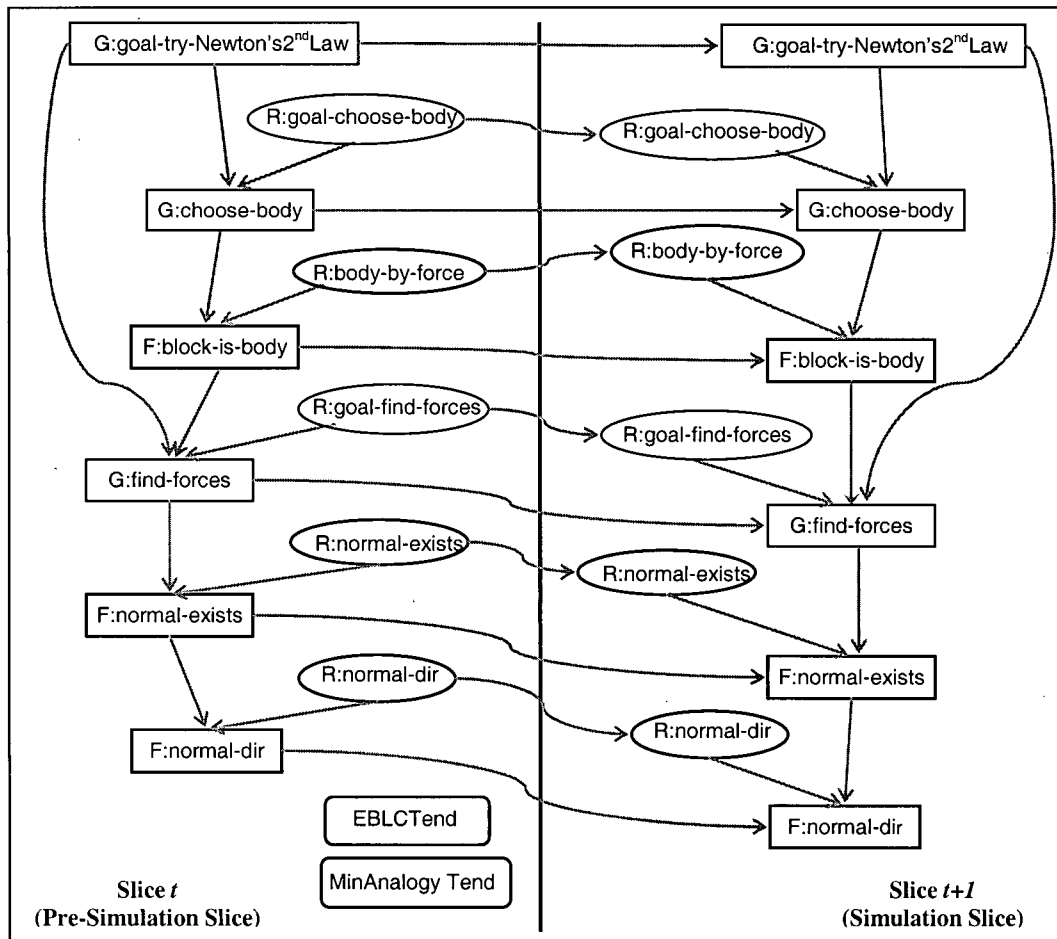 G:goal-try-Newton's2ndLaw
R:goal-choose-body
G:choose-body
R:body-by-force
F:block-is-body
R:goal-find-forces
G:find-forces
R:normal-exists
F:normal-exists
R:normal-dir
F:normal-dir
EBLCTend
MinAnalogy Tend
Slice t
(Pre-Simulation Slice)
G:goal-try-Newton's2ndLaw
R:goal-choose-body
G:choose-body
R:body-by-force
F:block-is-body
R:goal-find-forces
G:find-forces
R:normal-exists
F:normal-exists
R:normal-dir
F:normal-dir
Slice t+1
(Simulation Slice)